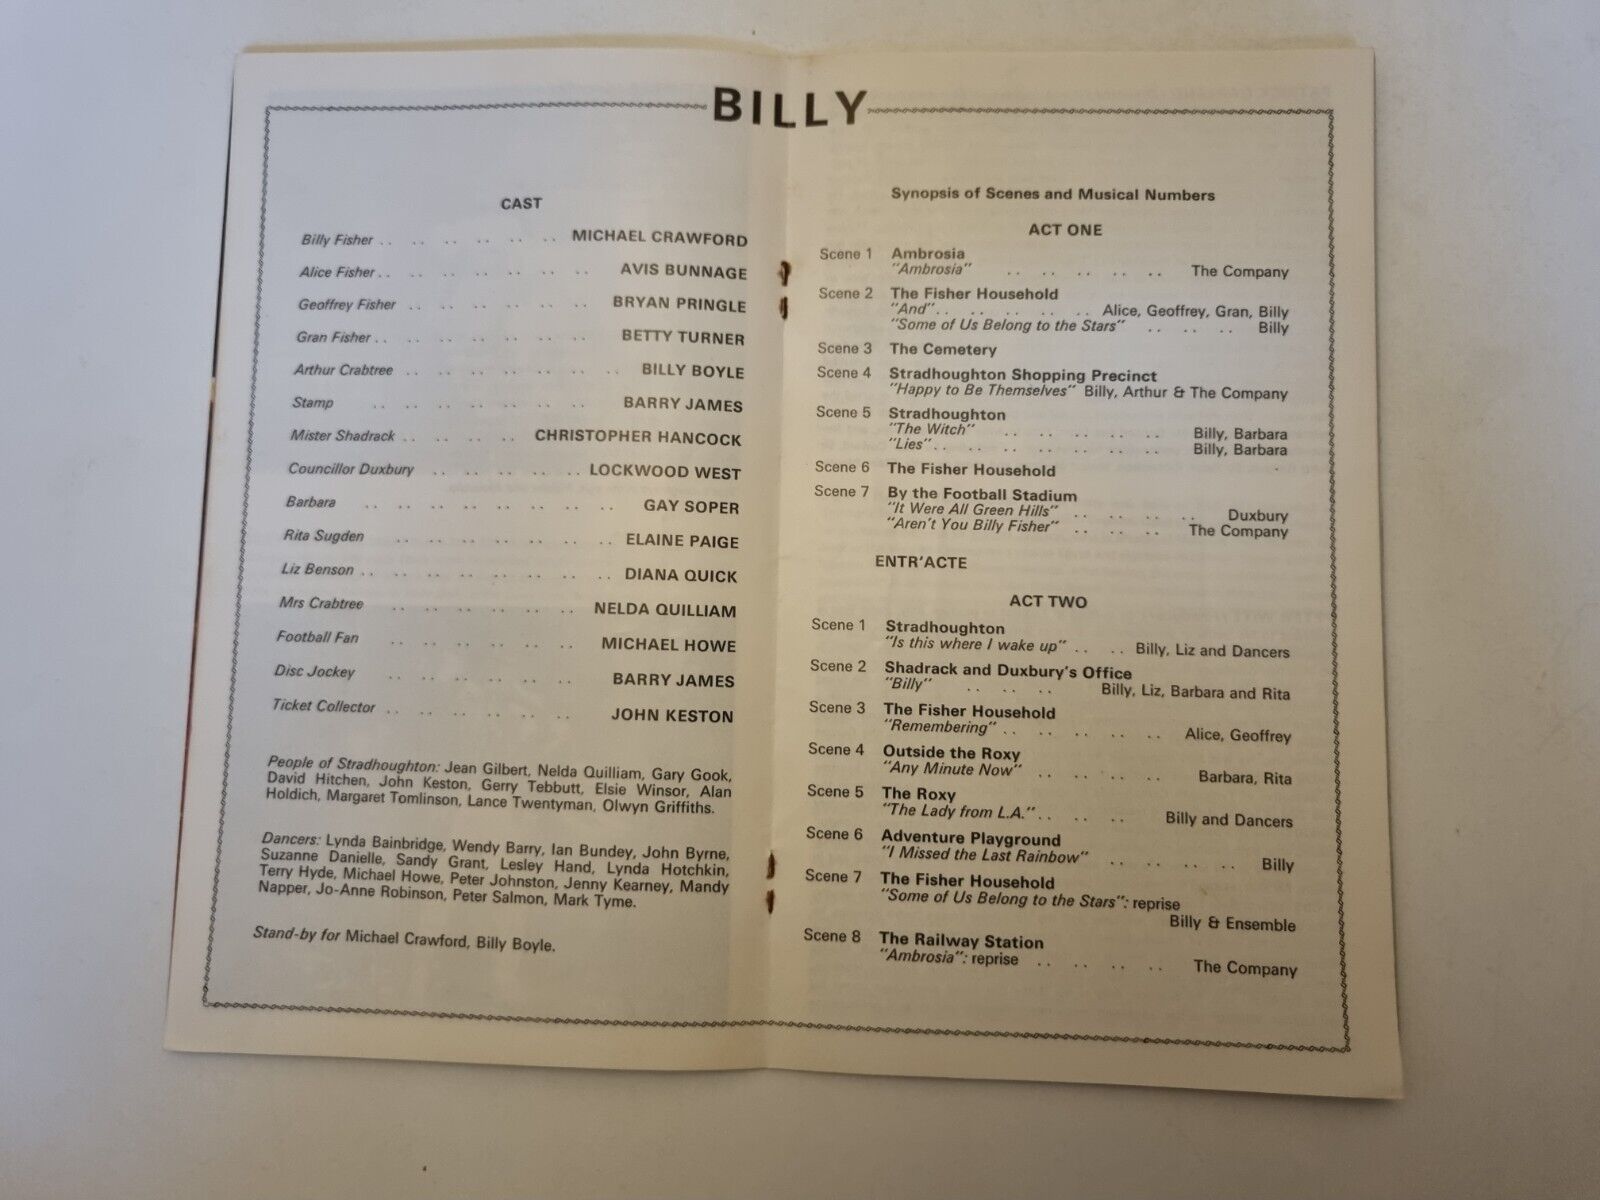 BILLY
CAST
Billy Fisher .. .. .. .. .. .. MICHAEL CRAWFORD
Alice Fisher .. .. .. .. .. .. .. AVIS BUNNAGE
Geoffrey Fisher .. .. .. .. .. .. BRYAN PRINGLE
Gran Fisher .. .. .. .. .. .. .. BETTY TURNER
Arthur Crabtree .. .. .. .. .. .. .. BILLY BOYLE
Stamp .. .. .. .. .. .. .. BARRY JAMES
Mister Shadrack .. .. .. .. CHRISTOPHER HANCOCK
Councillor Duxbury .. .. .. .. .. LOCKWOOD WEST
Barbara .. .. .. .. .. .. .. .. GAY SOPER
Rita Sugden .. .. .. .. .. .. .. ELAINE PAIGE
Liz Benson .. .. .. .. .. .. .. .. DIANA QUICK
Mrs Crabtree .. .. .. .. .. .. NELDA QUILLIAM
Football Fan .. .. .. .. .. .. MICHAEL HOWE
Disc Jockey .. .. .. .. .. .. .. BARRY JAMES
Ticket Collector .. .. .. .. .. .. JOHN KESTON
People of Stradhoughton: Jean Gilbert, Nelda Quilliam, Gary Gook,
David Hitchen, John Keston, Gerry Tebbutt, Elsie Winsor, Alan
Holdich, Margaret Tomlinson, Lance Twentyman, Olwyn Griffiths.
Dancers: Lynda Bainbridge, Wendy Barry, Ian Bundey, John Byrne,
Suzanne Danielle, Sandy Grant, Lesley Hand, Lynda Hotchkin,
Terry Hyde, Michael Howe, Peter Johnston, Jenny Kearney, Mandy
Napper, Jo-Anne Robinson, Peter Salmon, Mark Tyme.
Stand-by for Michael Crawford, Billy Boyle.
Synopsis of Scenes and Musical Numbers
ACT ONE
Scene 1 Ambrosia
"Ambrosia" .. .. .. .. .. The Company
Scene 2 The Fisher Household
"And" .. .. .. .. .. Alice, Geoffrey, Gran, Billy
"Some of Us Belong to the Stars" .. .. .. Billy
Scene 3 The Cemetery
Scene 4 Stradhoughton Shopping Precinct
"Happy to Be Themselves" Billy, Arthur & The Company
Scene 5 Stradhoughton
"The Witch" .. .. .. .. .. Billy, Barbara
"Lies" .. .. .. .. .. .. .. Billy, Barbara
Scene 6 The Fisher Household
Scene 7 By the Football Stadium
"It Were All Green Hills" .. .. .. .. Duxbury
"Aren't You Billy Fisher" .. .. .. The Company
ENTR'ACTE
ACT TWO
Scene 1 Stradhoughton
"Is this where I wake up" .. .. Billy, Liz and Dancers
Scene 2 Shadrack and Duxbury's Office
"Billy" .. .. .. Billy, Liz, Barbara and Rita
Scene 3 The Fisher Household
"Remembering" .. .. .. .. .. Alice, Geoffrey
Scene 4 Outside the Roxy
"Any Minute Now" .. .. .. .. Barbara, Rita
Scene 5 The Roxy
"The Lady from L.A." .. .. .. Billy and Dancers
Scene 6 Adventure Playground
"I Missed the Last Rainbow" .. .. .. .. Billy
Scene 7 The Fisher Household
"Some of Us Belong to the Stars": reprise
Billy & Ensemble
Scene 8 The Railway Station
"Ambrosia": reprise .. .. .. .. The Company